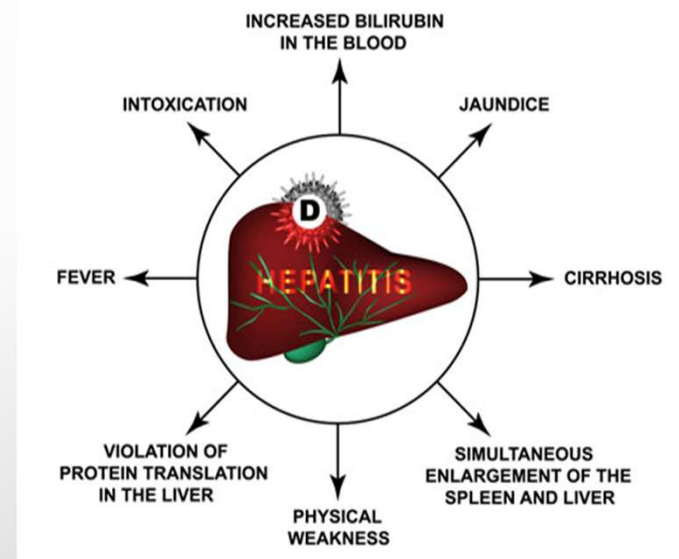 INCREASED BILIRUBIN
IN THE BLOOD
INTOXICATION
JAUNDICE
D
HEPATITIS
FEVER
CIRRHOSIS
VIOLATION OF
PROTEIN TRANSLATION
IN THE LIVER
SIMULTANEOUS
ENLARGEMENT OF THE
SPLEEN AND LIVER
PHYSICAL
WEAKNESS